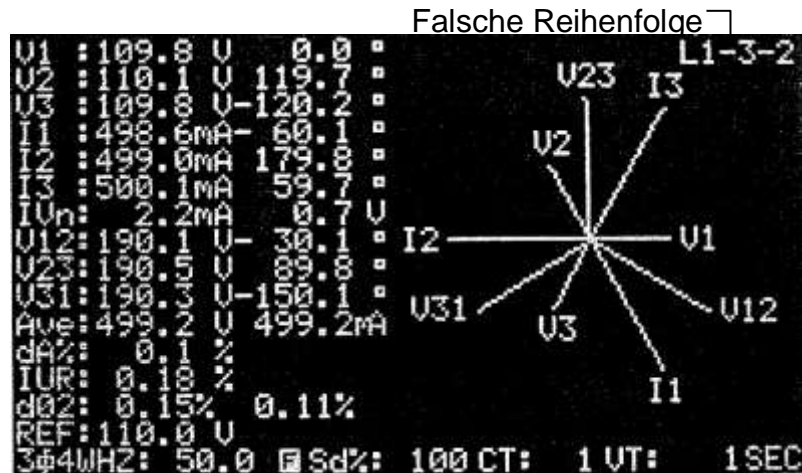 Falsche Reihenfolge
V1 :109.8 V 0.0 °
V2 :110.1 V 119.7 °
V3 :109.8 V-120.2 °
I1 :498.6mA- 60.1 °
I2 :499.0mA 179.8 °
I3 :500.1mA 59.7 °
IVn: 2.2mA 0.7 V
V12:190.1 V- 30.1 °
V23:190.5 V 89.8 °
V31:190.3 V-150.1 °
Ave:499.2 V 499.2mA
dA%: 0.1 %
IUR: 0.18 %
d02: 0.15% 0.11%
REF:110.0 V
3ф4WHZ: 50.0 F Sd%: 100 CT: 1 VT: 1SEC
L1-3-2
V23
I3
V2
I2
V1
V31
V3
V12
I1